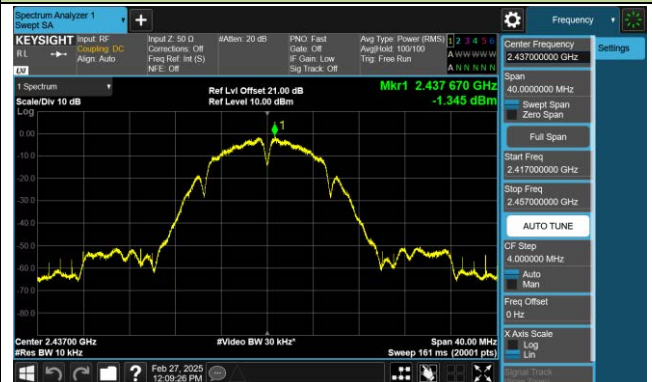 Spectrum Analyzer 1
Swept SA
+
Frequency
KEYSIGHT
RL
LXI
Input: RF
Coupling: DC
Align: Auto
Input Z: 50 Ω
Corrections: Off
Freq Ref: Int (S)
NFE: Off
#Atten: 20 dB
PNO: Fast
Gate: Off
IF Gain: Low
Sig Track: Off
Avg Type: Power (RMS)
Avg|Hold: 100/100
Trig: Free Run
1 2 3 4 5 6
A W W W W W
A N N N N N
1 Spectrum
Scale/Div 10 dB
Log
Ref Lvl Offset 21.00 dB
Ref Level 10.00 dBm
Mkr1 2.437 670 GHz
-1.345 dBm
1
0.00
-10.0
-20.0
-30.0
-40.0
-50.0
-60.0
-70.0
-80.0
Center 2.43700 GHz
#Res BW 10 kHz
#Video BW 30 kHz*
Span 40.00 MHz
Sweep 161 ms (20001 pts)
Feb 27, 2025
12:09:26 PM
?
Center Frequency
2.437000000 GHz
Settings
Span
40.0000000 MHz
Swept Span
Zero Span
Full Span
Start Freq
2.417000000 GHz
Stop Freq
2.457000000 GHz
AUTO TUNE
CF Step
4.000000 MHz
Auto
Man
Freq Offset
0 Hz
X Axis Scale
Log
Lin
Signal Track